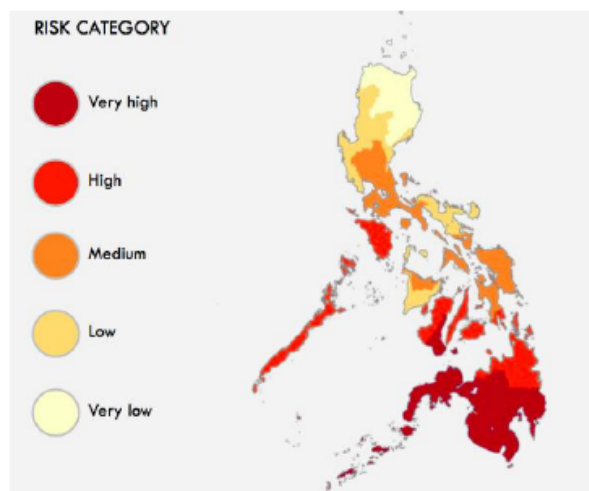 RISK CATEGORY
Very high
High
Medium
Low
Very low